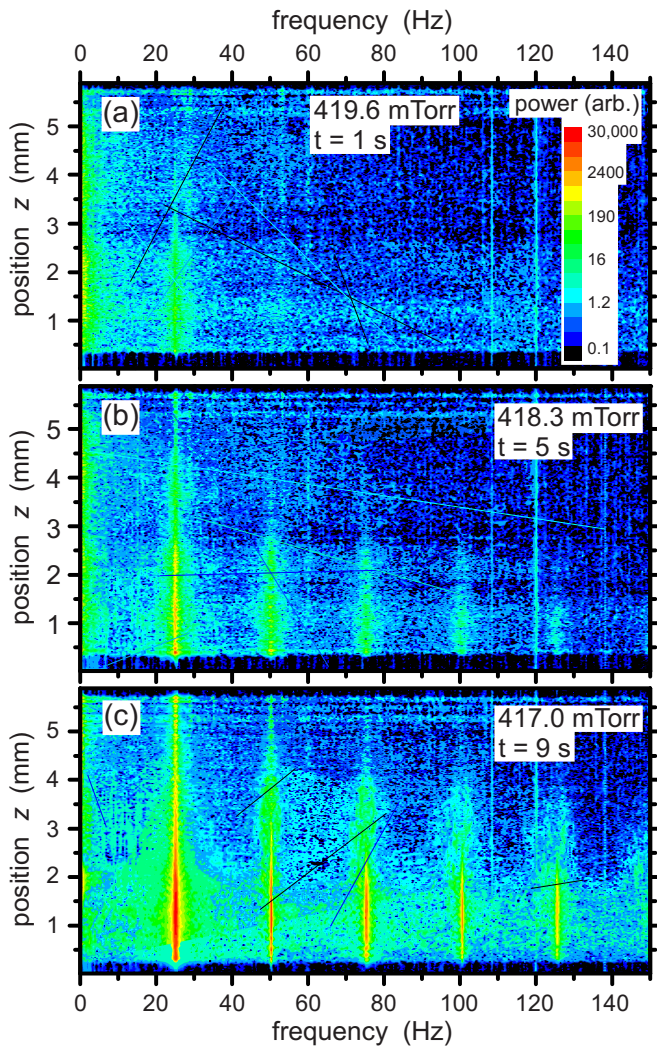 frequency (Hz)
0 20 40 60 80 100 120 140
(a)
419.6 mTorr
t = 1 s
power (arb.)
30,000
2400
190
16
1.2
0.1
position z (mm)
5
4
3
2
1
(b)
418.3 mTorr
t = 5 s
position z (mm)
5
4
3
2
1
(c)
417.0 mTorr
t = 9 s
position z (mm)
5
4
3
2
1
0 20 40 60 80 100 120 140
frequency (Hz)